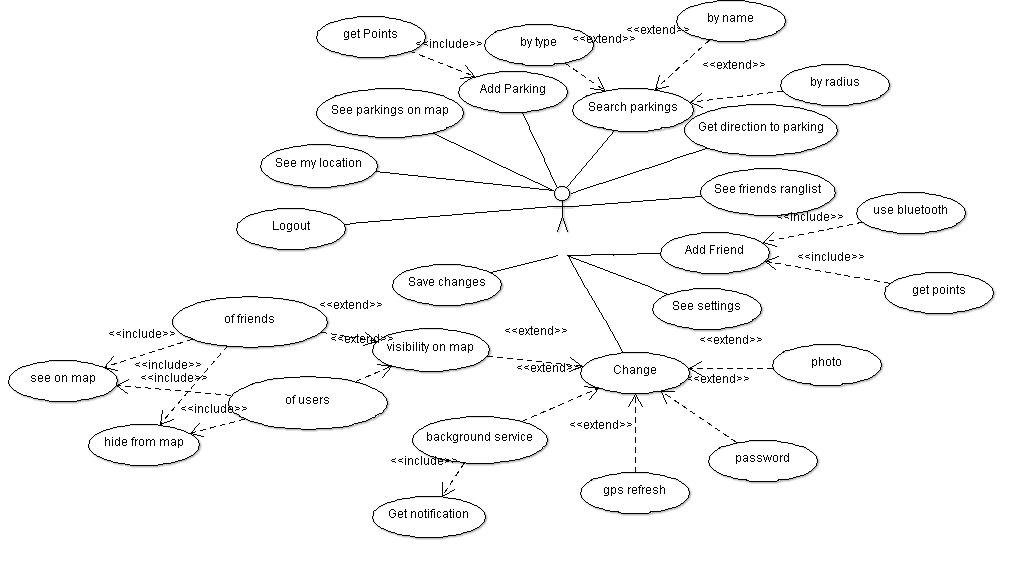 by name
get Points
<<extend>>
<<include>>
by type
<<extend>>
<<extend>>
by radius
Add Parking
Search parkings
See parkings on map
Get direction to parking
See my location
See friends ranglist
use bluetooth
<<include>>
Logout
Add Friend
<<include>>
Save changes
get points
See settings
<<extend>>
of friends
<<extend>>
<<include>>
<<extend>>
<<extend>>
visibility on map
<<include>>
photo
see on map
<<include>>
<<extend>>
Change
<<extend>>
of users
<<include>>
<<extend>>
hide from map
background service
<<include>>
password
gps refresh
Get notification